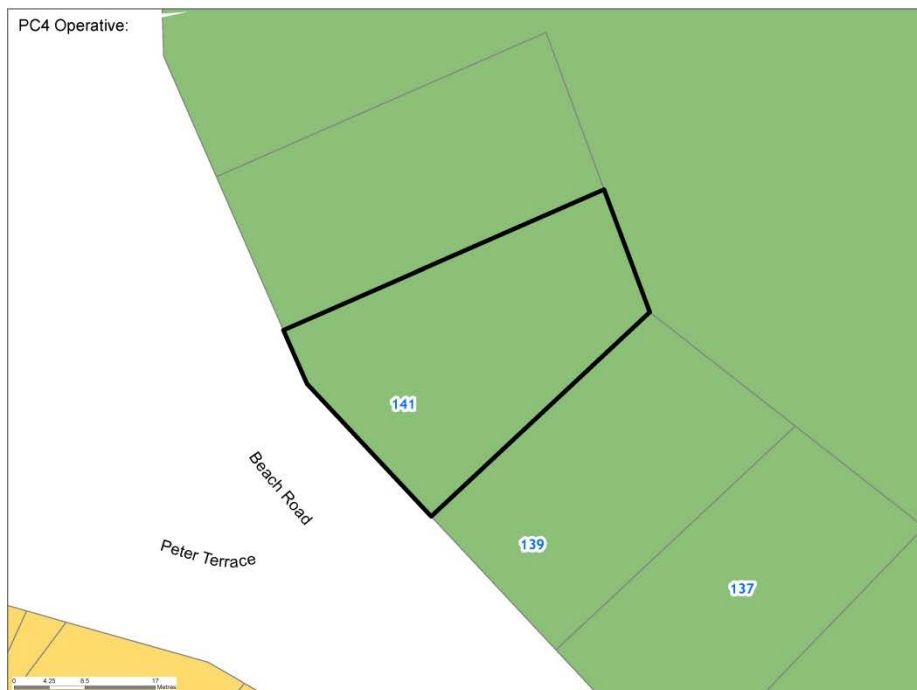 PC4 Operative:
141
Beach Road
139
Peter Terrace
137
0 4.25 8.5 17
Metres